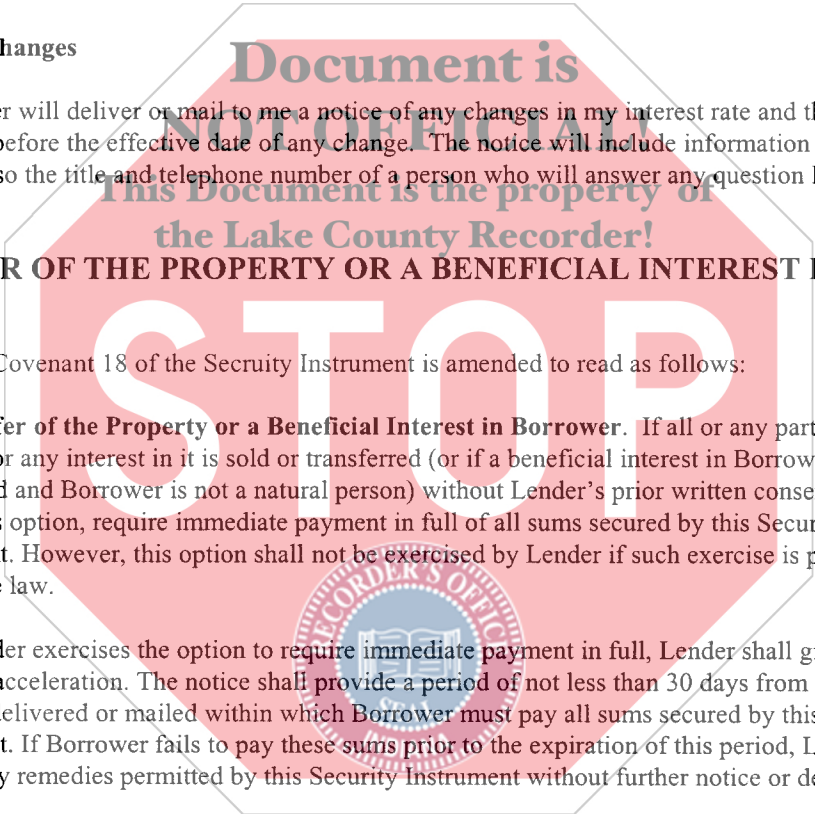 hanges
Document is
er will deliver or mail to me a notice of any changes in my interest rate and th
NOT OFFICIAL!
before the effective date of any change. The notice will include information
so the title and telephone number of a person who will answer any question I
This Document is the property of
the Lake County Recorder!
R OF THE PROPERTY OR A BENEFICIAL INTEREST I
STOP
Covenant 18 of the Secruity Instrument is amended to read as follows:
fer of the Property or a Beneficial Interest in Borrower. If all or any part
or any interest in it is sold or transferred (or if a beneficial interest in Borrow
d and Borrower is not a natural person) without Lender's prior written conse
s option, require immediate payment in full of all sums secured by this Secur
t. However, this option shall not be exercised by Lender if such exercise is p
e law.
RECORDER'S OFFICE
der exercises the option to require immediate payment in full, Lender shall gi
acceleration. The notice shall provide a period of not less than 30 days from
SEAL
delivered or mailed within which Borrower must pay all sums secured by this
t. If Borrower fails to pay these sums prior to the expiration of this period, L
y remedies permitted by this Security Instrument without further notice or de